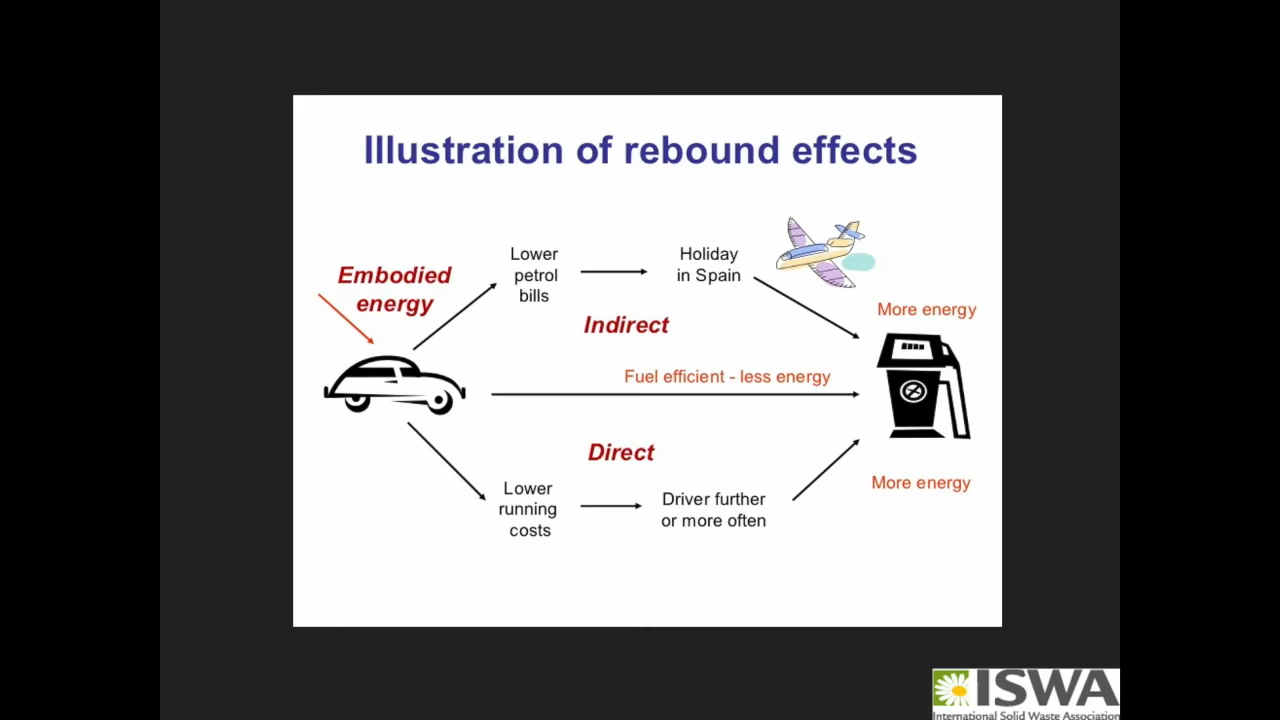 Illustration of rebound effects
Embodied
energy
Lower
petrol
bills
Holiday
in Spain
Indirect
More energy
Fuel efficient - less energy
Direct
More energy
Lower
running
costs
Driver further
or more often
ISWA
International Solid Waste Association